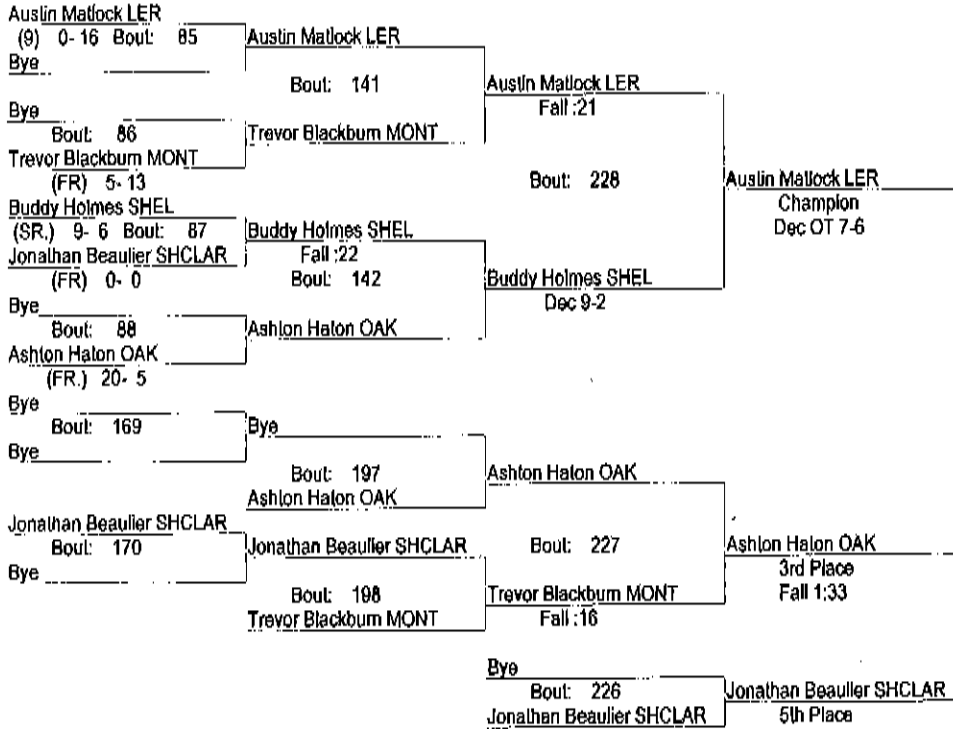 Austin Matlock LER
(9) 0- 16 Bout: 85
Bye
Austin Matlock LER
Bout: 141
Bye
Bout: 86
Trevor Blackburn MONT
(FR) 5- 13
Trevor Blackburn MONT
Austin Matlock LER
Fall :21
Bout: 228
Buddy Holmes SHEL
(SR.) 9- 6 Bout: 87
Jonathan Beaulier SHCLAR
(FR) 0- 0
Buddy Holmes SHEL
Fall :22
Bout: 142
Bye
Bout: 88
Ashton Haton OAK
(FR.) 20- 5
Ashton Haton OAK
Buddy Holmes SHEL
Dec 9-2
Austin Matlock LER
Champion
Dec OT 7-6
Bye
Bout: 169
Bye
Bye
Bout: 197
Ashton Haton OAK
Ashton Haton OAK
Bout: 227
Jonathan Beaulier SHCLAR
Bout: 170
Bye
Jonathan Beaulier SHCLAR
Bout: 198
Trevor Blackburn MONT
Trevor Blackburn MONT
Fall :16
Ashton Haton OAK
3rd Place
Fall 1:33
Bye
Bout: 226
Jonathan Beaulier SHCLAR
Jonathan Beaulier SHCLAR
5th Place